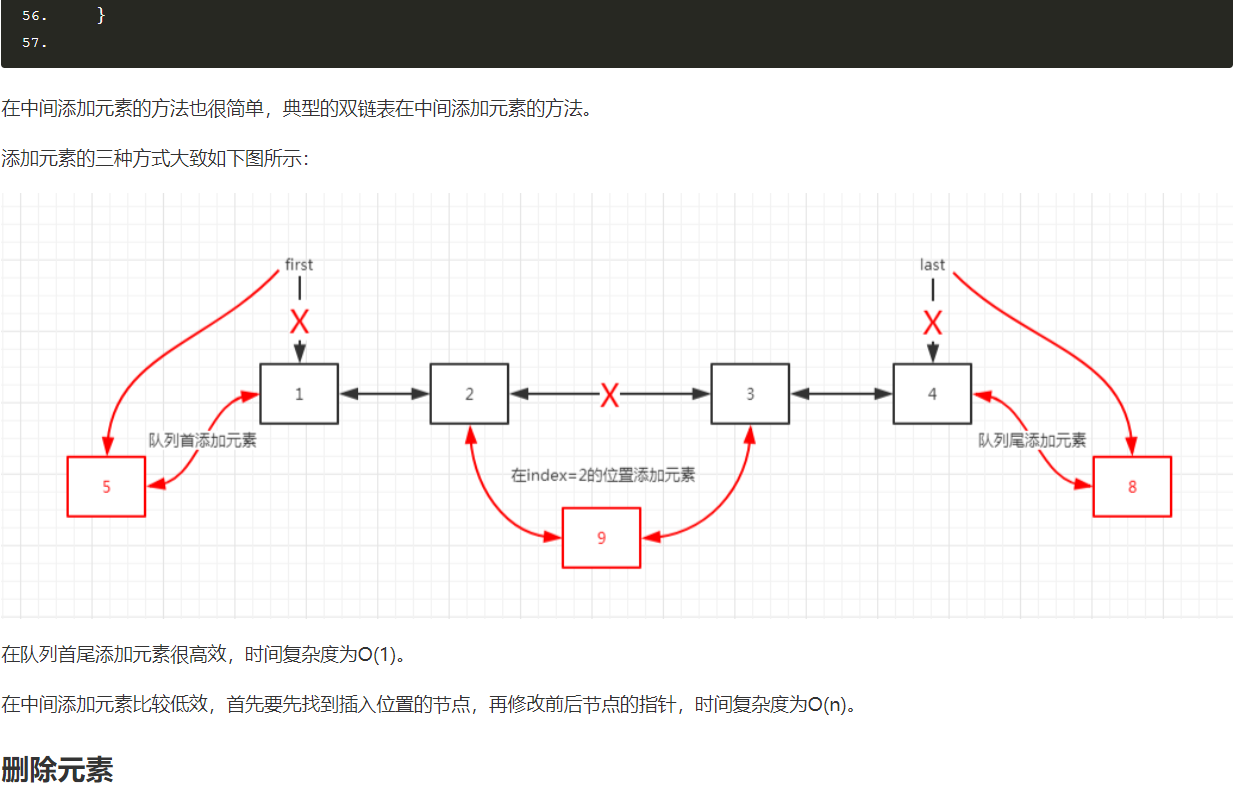 56. }
57.
在中间添加元素的方法也很简单，典型的双链表在中间添加元素的方法。
添加元素的三种方式大致如下图所示：
first
last
X
X
1
2
X
3
4
队列首添加元素
队列尾添加元素
在index=2的位置添加元素
5
8
9
在队列首尾添加元素很高效，时间复杂度为O(1)。
在中间添加元素比较低效，首先要先找到插入位置的节点，再修改前后节点的指针，时间复杂度为O(n)。
删除元素